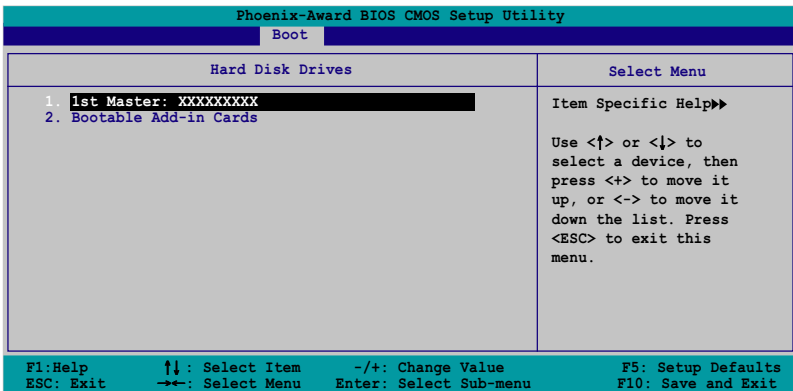 Phoenix-Award BIOS CMOS Setup Utility
Boot
Hard Disk Drives
1. 1st Master: XXXXXXXXX
2. Bootable Add-in Cards
Select Menu
Item Specific Help▶▶
Use <↑> or <↓> to
select a device, then
press <+> to move it
up, or <-> to move it
down the list. Press
<ESC> to exit this
menu.
F1:Help ↑↓ : Select Item -/+: Change Value F5: Setup Defaults
ESC: Exit →←: Select Menu Enter: Select Sub-menu F10: Save and Exit